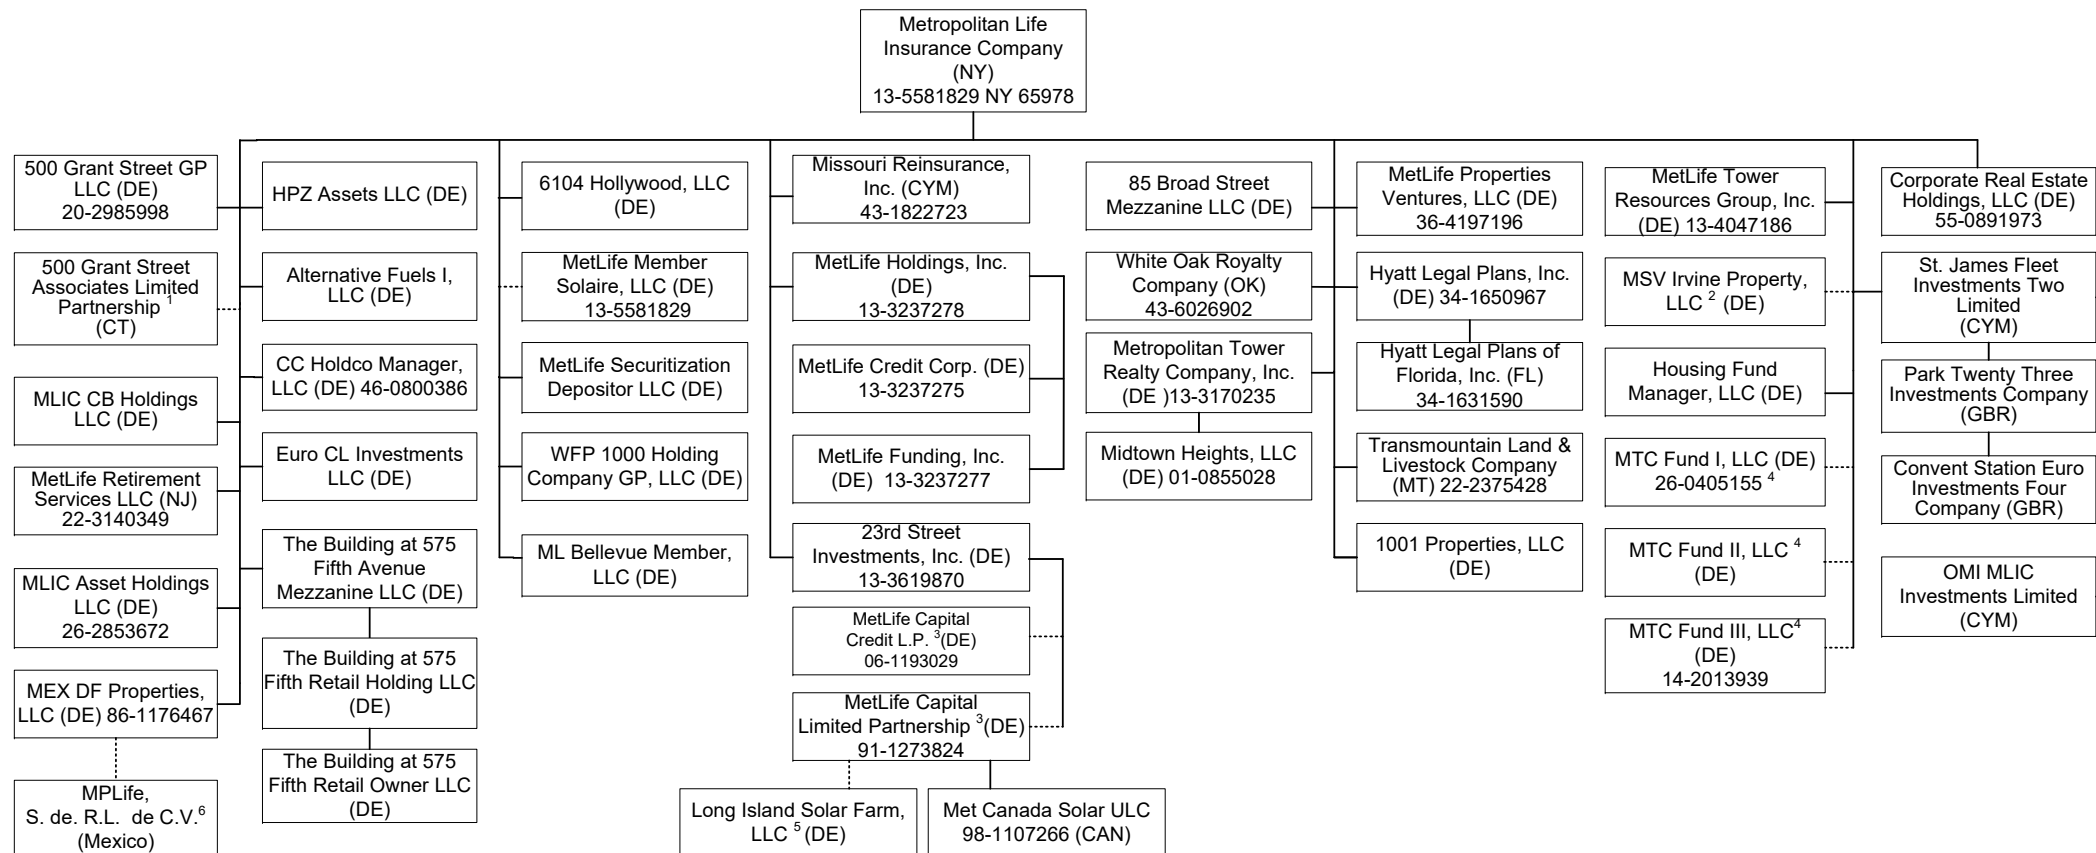 Metropolitan Life
Insurance Company
(NY)
13-5581829 NY 65978
500 Grant Street GP
LLC (DE)
20-2985998
500 Grant Street
Associates Limited
Partnership 1
(CT)
MLIC CB Holdings
LLC (DE)
MetLife Retirement
Services LLC (NJ)
22-3140349
MLIC Asset Holdings
LLC (DE)
26-2853672
MEX DF Properties,
LLC (DE) 86-1176467
MPLife,
S. de. R.L. de C.V.6
(Mexico)
HPZ Assets LLC (DE)
Alternative Fuels I,
LLC (DE)
CC Holdco Manager,
LLC (DE) 46-0800386
Euro CL Investments
LLC (DE)
The Building at 575
Fifth Avenue
Mezzanine LLC (DE)
The Building at 575
Fifth Retail Holding LLC
(DE)
The Building at 575
Fifth Retail Owner LLC
(DE)
6104 Hollywood, LLC
(DE)
MetLife Member
Solaire, LLC (DE)
13-5581829
MetLife Securitization
Depositor LLC (DE)
WFP 1000 Holding
Company GP, LLC (DE)
ML Bellevue Member,
LLC (DE)
Missouri Reinsurance,
Inc. (CYM)
43-1822723
MetLife Holdings, Inc.
(DE)
13-3237278
MetLife Credit Corp. (DE)
13-3237275
MetLife Funding, Inc.
(DE) 13-3237277
23rd Street
Investments, Inc. (DE)
13-3619870
MetLife Capital
Credit L.P. 3(DE)
06-1193029
MetLife Capital
Limited Partnership 3(DE)
91-1273824
Long Island Solar Farm,
LLC 5 (DE)
Met Canada Solar ULC
98-1107266 (CAN)
85 Broad Street
Mezzanine LLC (DE)
White Oak Royalty
Company (OK)
43-6026902
Metropolitan Tower
Realty Company, Inc.
(DE )13-3170235
Midtown Heights, LLC
(DE) 01-0855028
MetLife Properties
Ventures, LLC (DE)
36-4197196
Hyatt Legal Plans, Inc.
(DE) 34-1650967
Hyatt Legal Plans of
Florida, Inc. (FL)
34-1631590
Transmountain Land &
Livestock Company
(MT) 22-2375428
1001 Properties, LLC
(DE)
MetLife Tower
Resources Group, Inc.
(DE) 13-4047186
MSV Irvine Property,
LLC 2 (DE)
Housing Fund
Manager, LLC (DE)
MTC Fund I, LLC (DE)
26-0405155 4
MTC Fund II, LLC 4
(DE)
MTC Fund III, LLC4
(DE)
14-2013939
Corporate Real Estate
Holdings, LLC (DE)
55-0891973
St. James Fleet
Investments Two
Limited
(CYM)
Park Twenty Three
Investments Company
(GBR)
Convent Station Euro
Investments Four
Company (GBR)
OMI MLIC
Investments Limited
(CYM)